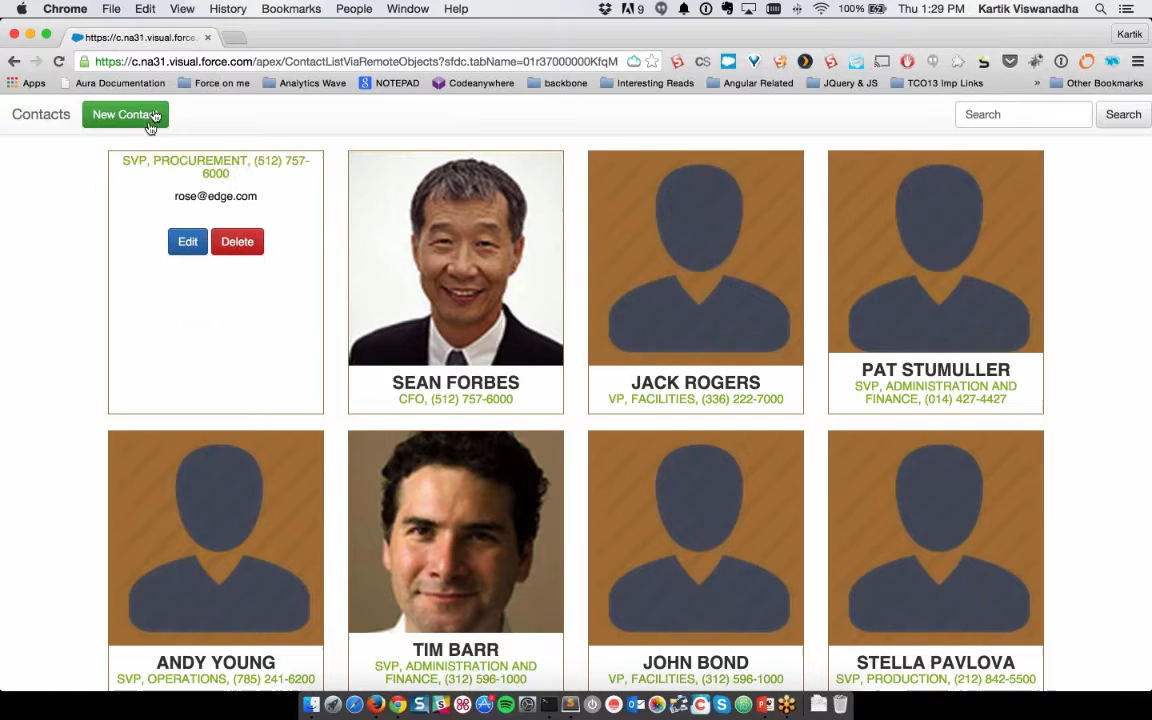 Chrome File Edit View History Bookmarks People Window Help 9 100% Thu 1:29 PM Kartik Viswanadha
https://c.na31.visual.force. Kartik
https://c.na31.visual.force.com/apex/ContactListViaRemoteObjects?sfdc.tabName=01r37000000KfqM
Apps Aura Documentation Force on me Analytics Wave NOTEPAD Codeanywhere backbone Interesting Reads Angular Related JQuery & JS TCO13 Imp Links » Other Bookmarks
Contacts New Contact Search Search
SVP, PROCUREMENT, (512) 757-
6000
rose@edge.com
Edit Delete
SEAN FORBES
CFO, (512) 757-6000
JACK ROGERS
VP, FACILITIES, (336) 222-7000
PAT STUMULLER
SVP, ADMINISTRATION AND
FINANCE, (014) 427-4427
ANDY YOUNG
SVP, OPERATIONS, (785) 241-6200
TIM BARR
SVP, ADMINISTRATION AND
FINANCE, (312) 596-1000
JOHN BOND
VP, FACILITIES, (312) 596-1000
STELLA PAVLOVA
SVP, PRODUCTION, (212) 842-5500